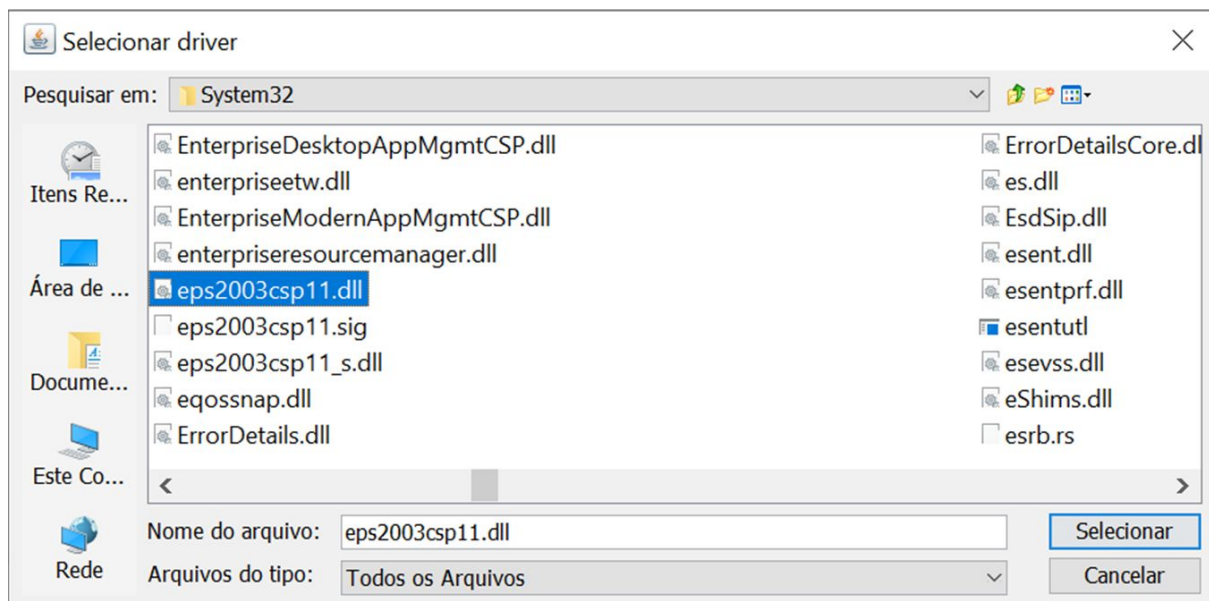 Selecionar driver
Pesquisar em: System32
Itens Re...
Área de ...
Docume...
Este Co...
Rede
EnterpriseDesktopAppMgmtCSP.dll
enterpriseetw.dll
EnterpriseModernAppMgmtCSP.dll
enterpriseresourcemanager.dll
eps2003csp11.dll
eps2003csp11.sig
eps2003csp11_s.dll
eqossnap.dll
ErrorDetails.dll
ErrorDetailsCore.dl
es.dll
EsdSip.dll
esent.dll
esentprf.dll
esentutl
esevss.dll
eShims.dll
esrb.rs
Nome do arquivo: eps2003csp11.dll
Selecionar
Arquivos do tipo: Todos os Arquivos
Cancelar